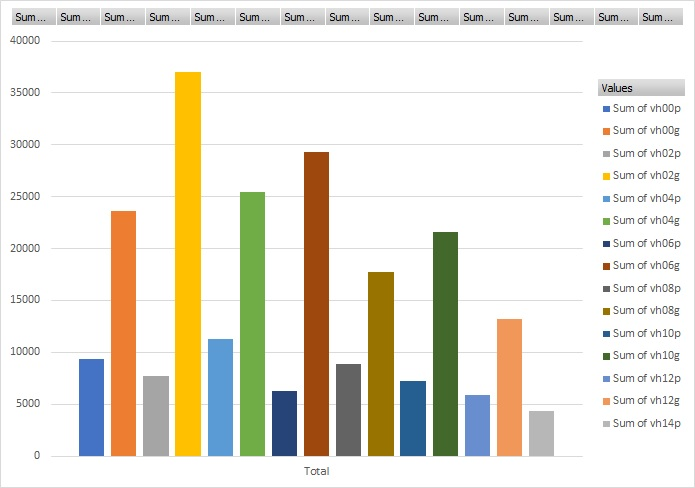 Sum ... Sum ... Sum ... Sum ... Sum ... Sum ... Sum ... Sum ... Sum ... Sum ... Sum ... Sum ... Sum ... Sum ... Sum ...
40000
35000
30000
25000
20000
15000
10000
5000
0
Total
Values
Sum of vh00p
Sum of vh00g
Sum of vh02p
Sum of vh02g
Sum of vh04p
Sum of vh04g
Sum of vh06p
Sum of vh06g
Sum of vh08p
Sum of vh08g
Sum of vh10p
Sum of vh10g
Sum of vh12p
Sum of vh12g
Sum of vh14p